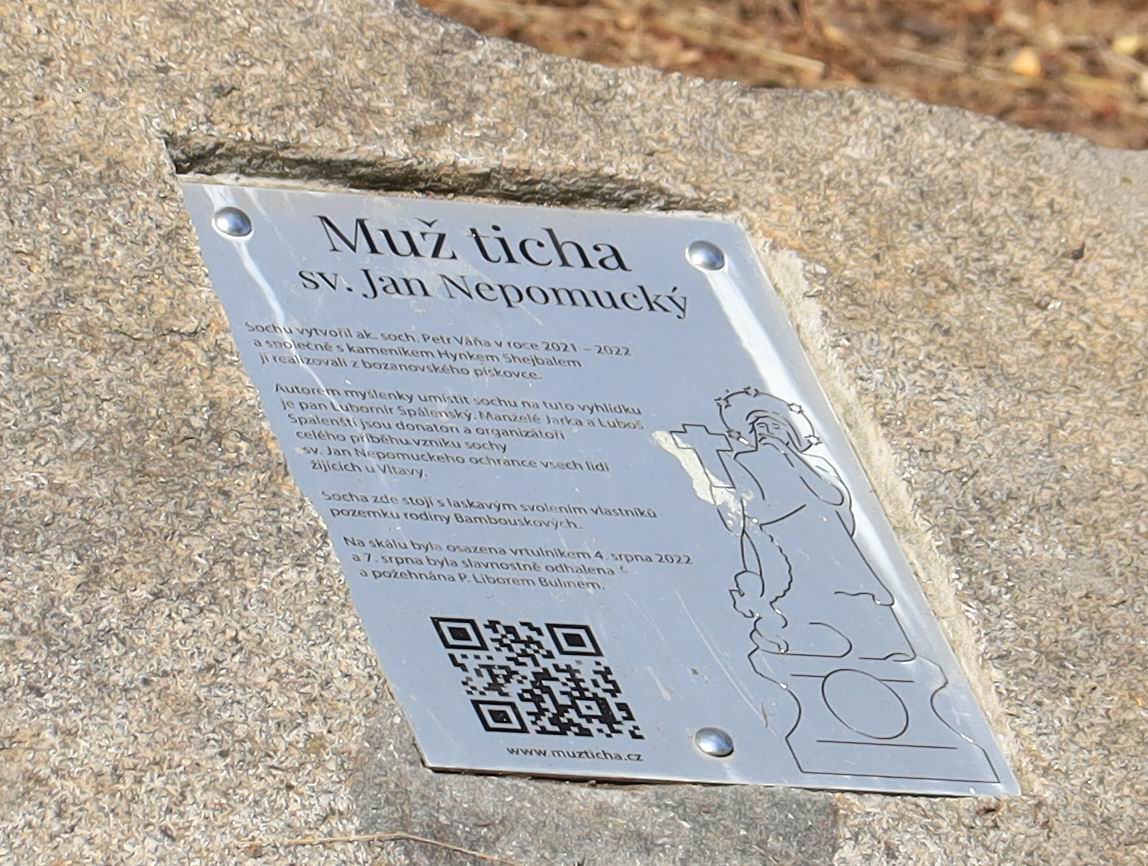 Muž ticha
sv. Jan Nepomucký
Sochu vytvořil ak. soch. Petr Váňa v roce 2021 – 2022
a společně s kameníkem Hynkem Shejbalem
ji realizovali z božanovského pískovce.
Autorem myšlenky umístit sochu na tuto vyhlídku
je pan Lubomír Spálenský. Manželé Jarka a Luboš
Spálenští jsou donátoři a organizátoři
celého příběhu vzniku sochy
sv. Jan Nepomuckého ochránce všech lidí
žijících u Vltavy.
Socha zde stojí s laskavým svolením vlastníků
pozemku rodiny Bambouskových.
Na skálu byla osazena vrtulníkem 4. srpna 2022
a 7. srpna byla slavnostně odhalena
a požehnána P. Liborem Bulínem.
www.muzticha.cz